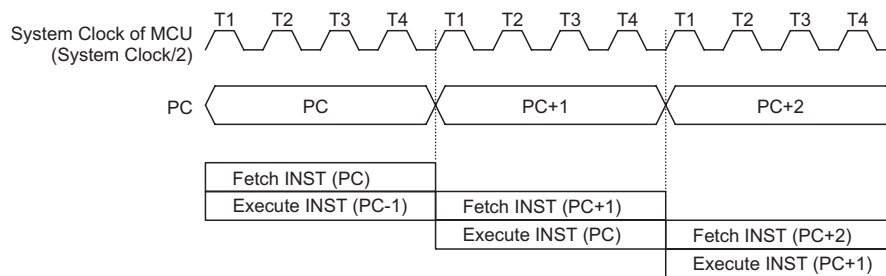 T1 T2 T3 T4 T1 T2 T3 T4 T1 T2 T3 T4
System Clock of MCU
(System Clock/2)
PC PC PC+1 PC+2
Fetch INST (PC)
Execute INST (PC-1) Fetch INST (PC+1)
Execute INST (PC) Fetch INST (PC+2)
Execute INST (PC+1)